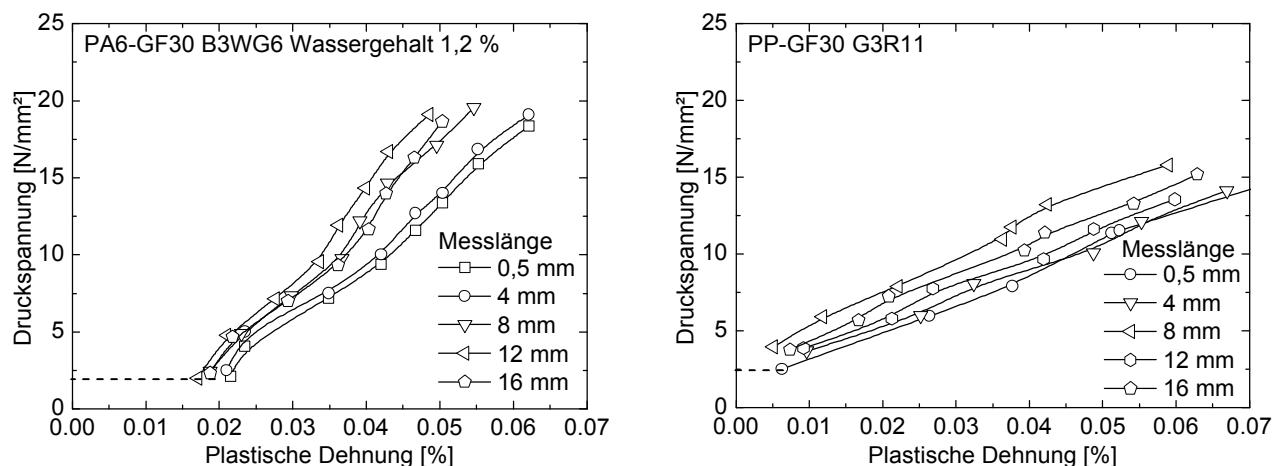 PA6-GF30 B3WG6 Wassergehalt 1,2 %
Druckspannung [N/mm²]
25
20
15
10
5
0
Messlänge
0,5 mm
4 mm
8 mm
12 mm
16 mm
0.00 0.01 0.02 0.03 0.04 0.05 0.06 0.07
Plastische Dehnung [%]
PP-GF30 G3R11
Druckspannung [N/mm²]
25
20
15
10
5
0
Messlänge
0,5 mm
4 mm
8 mm
12 mm
16 mm
0.00 0.01 0.02 0.03 0.04 0.05 0.06 0.07
Plastische Dehnung [%]